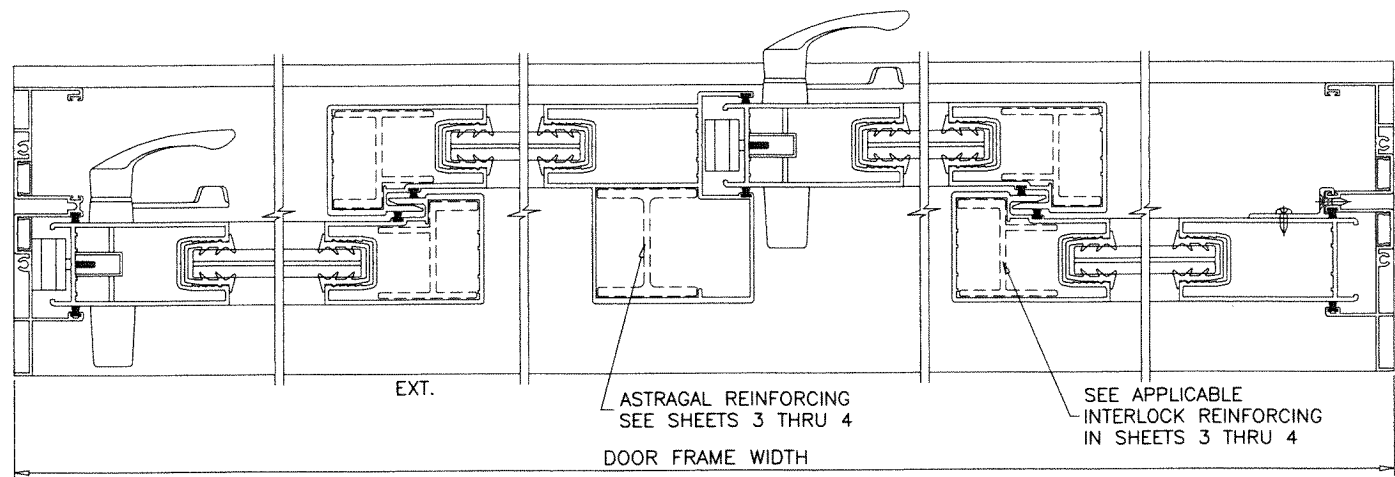 EXT.
ASTRAGAL REINFORCING
SEE SHEETS 3 THRU 4
SEE APPLICABLE
INTERLOCK REINFORCING
IN SHEETS 3 THRU 4
DOOR FRAME WIDTH